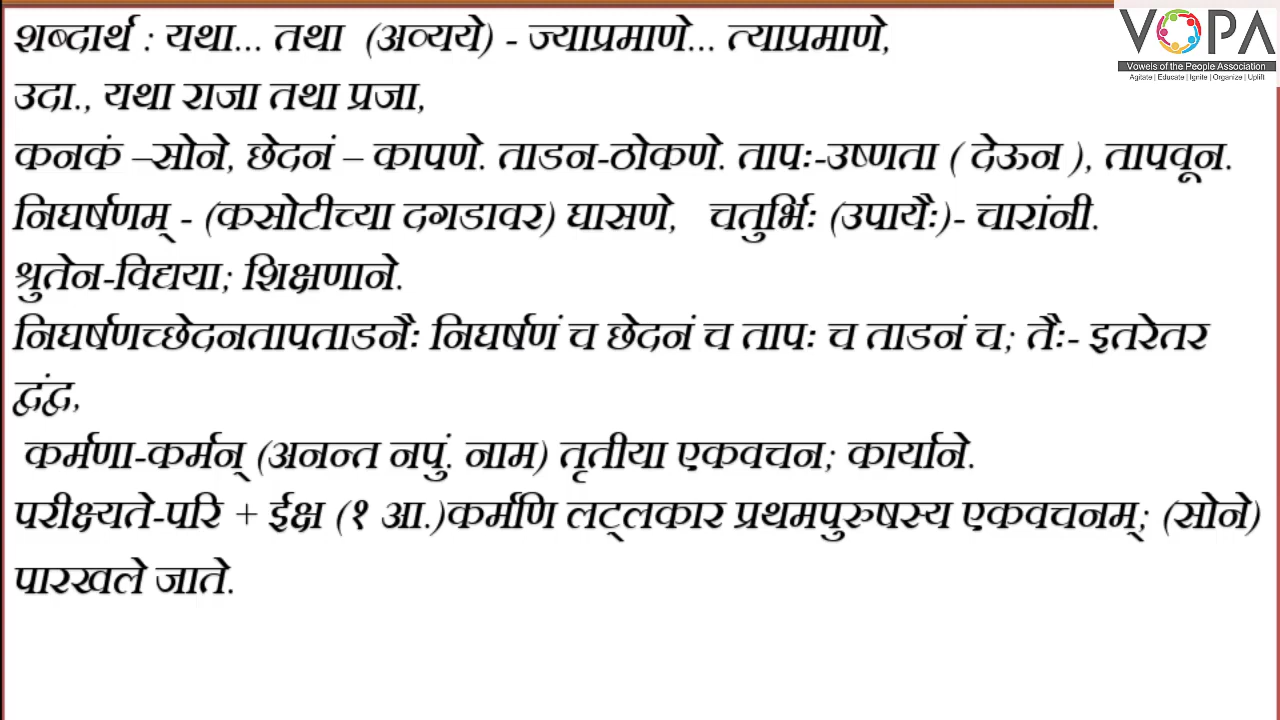 शब्दार्थ : यथा... तथा (अव्यये) - ज्याप्रमाणे... त्याप्रमाणे,
उदा., यथा राजा तथा प्रजा,
कनकं –सोने, छेदनं – कापणे. ताडन-ठोकणे. तापः-उष्णता ( देऊन ), तापवून.
निघर्षणम् - (कसोटीच्या दगडावर) घासणे, चतुर्भिः (उपायैः)- चारांनी.
श्रुतेन-विद्यया; शिक्षणाने.
निघर्षणच्छेदनतापताडनैः निघर्षणं च छेदनं च तापः च ताडनं च; तैः- इतरेतर
द्वंद्व,
कर्मणा-कर्मन् (अनन्त नपुं. नाम) तृतीया एकवचन; कार्याने.
परीक्ष्यते-परि + ईक्ष (१ आ.)कर्मणि लट्लकार प्रथमपुरुषस्य एकवचनम्; (सोने)
पारखले जाते.
VOPA
Vowels of the People Association
Agitate | Educate | Ignite | Organize | Uplift